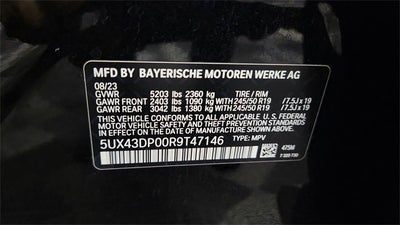 MFD BY BAYERISCHE MOTOREN WERKE AG
08/23
GVWR 5203 lbs 2360 kg TIRE / RIM
GAWR FRONT 2403 lbs 1090 kg WITH 245/50 R19 /7.5J x 19
GAWR REAR 3042 lbs 1380 kg WITH 245/50 R19 /7.5J x 19
THIS VEHICLE CONFORMS TO ALL APPLICABLE U.S. FEDERAL
MOTOR VEHICLE SAFETY STANDARDS IN EFFECT ON
THE DATE OF MANUFACTURE SHOWN ABOVE.
5UX43DP00R9T47146 TYPE: MPV
475M